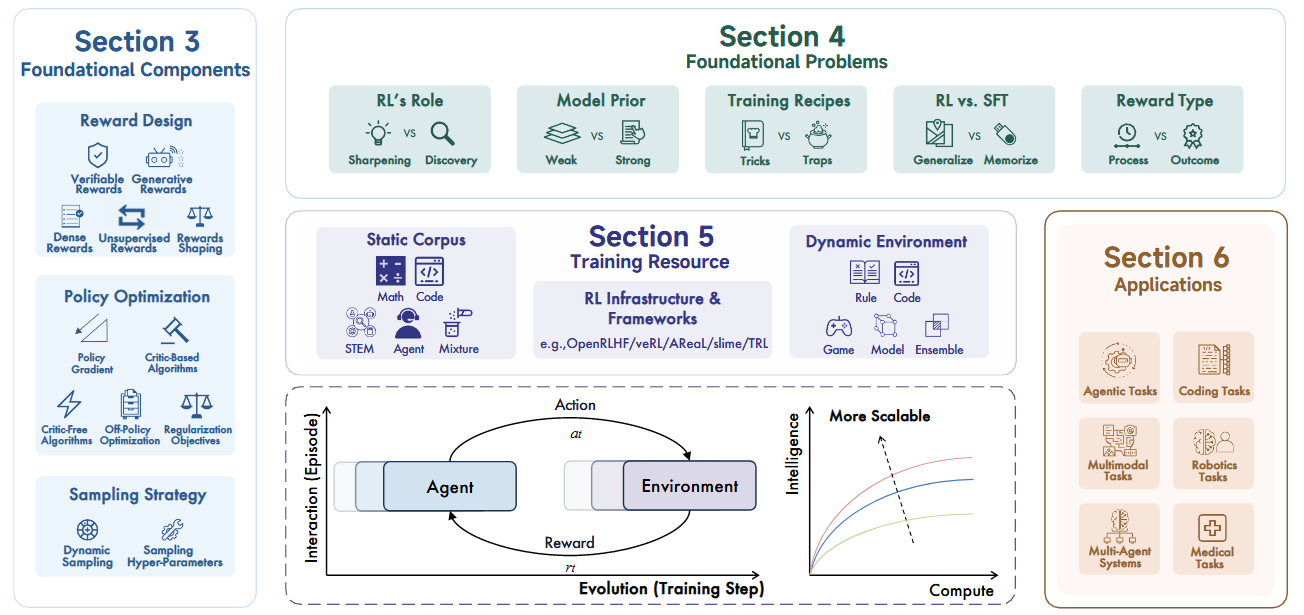 Section 3
Foundational Components
Reward Design
Verifiable
Rewards
Generative
Rewards
Dense
Rewards
Unsupervised
Rewards
Rewards
Shaping
Policy Optimization
Policy
Gradient
Critic-Based
Algorithms
Critic-Free
Algorithms
Off-Policy
Optimization
Regularization
Objectives
Sampling Strategy
Dynamic
Sampling
Sampling
Hyper-Parameters
Section 4
Foundational Problems
RL's Role
vs
Sharpening Discovery
Model Prior
vs
Weak Strong
Training Recipes
vs
Tricks Traps
RL vs. SFT
vs
Generalize Memorize
Reward Type
vs
Process Outcome
Section 5
Training Resource
Static Corpus
Math Code
STEM Agent Mixture
RL Infrastructure &
Frameworks
e.g.,OpenRLHF/veRL/AReaL/slime/TRL
Dynamic Environment
Rule Code
Game Model Ensemble
Interaction (Episode)
Action
at
Agent
Environment
Reward
rt
Evolution (Training Step)
Intelligence
More Scalable
Compute
Section 6
Applications
Agentic Tasks
Coding Tasks
Multimodal
Tasks
Robotics
Tasks
Multi-Agent
Systems
Medical
Tasks